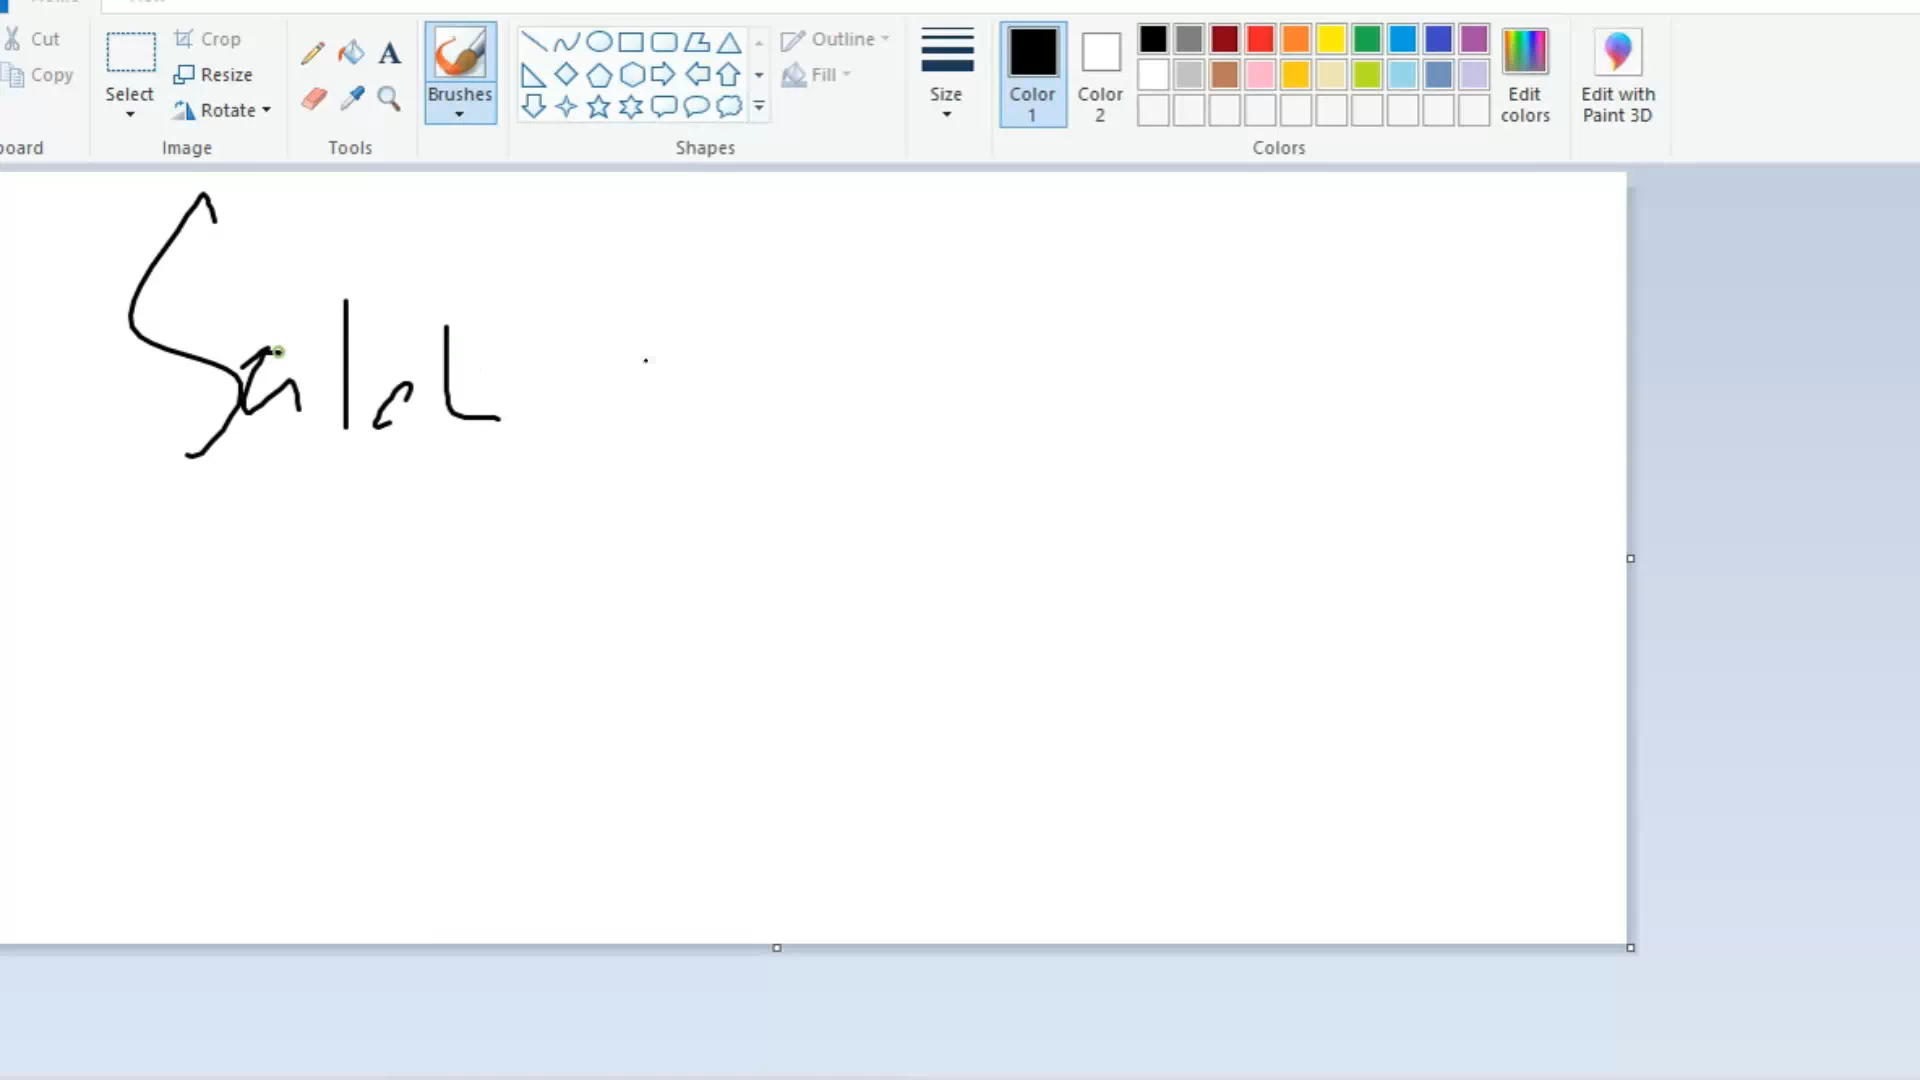 Cut
Copy
Select
Crop
Resize
Rotate
Image
Tools
Brushes
Shapes
Outline
Fill
Size
Color
1
Color
2
Colors
Edit
colors
Edit with
Paint 3D